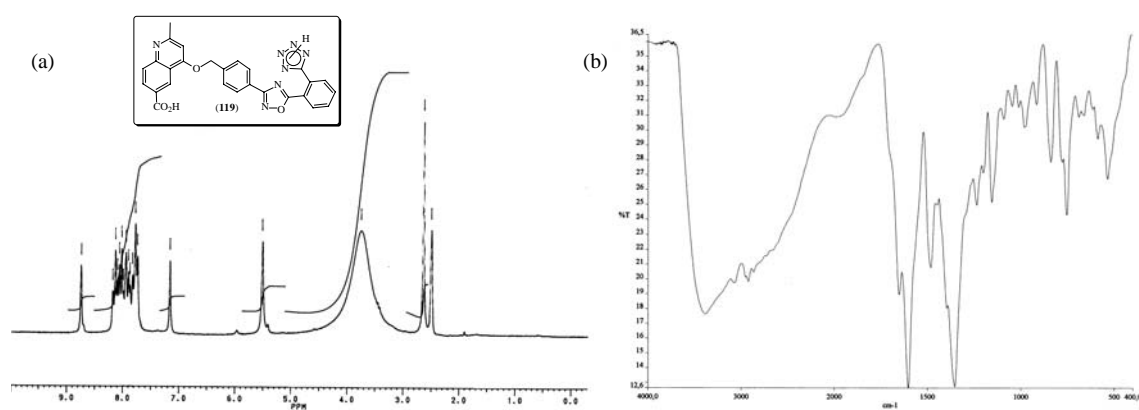 (a)
N
O
CO₂H
(119)
N
N O
N N H
N N
9.0 8.0 7.0 6.0 5.0 4.0 3.0 2.0 1.0 0.0
PPM
(b)
36,5
35
34
33
32
31
30
29
28
27
26
25
24
%T
23
22
21
20
19
18
17
16
15
14
12,6
4000,0 3000 2000 1500 1000 500 400,0
cm-1